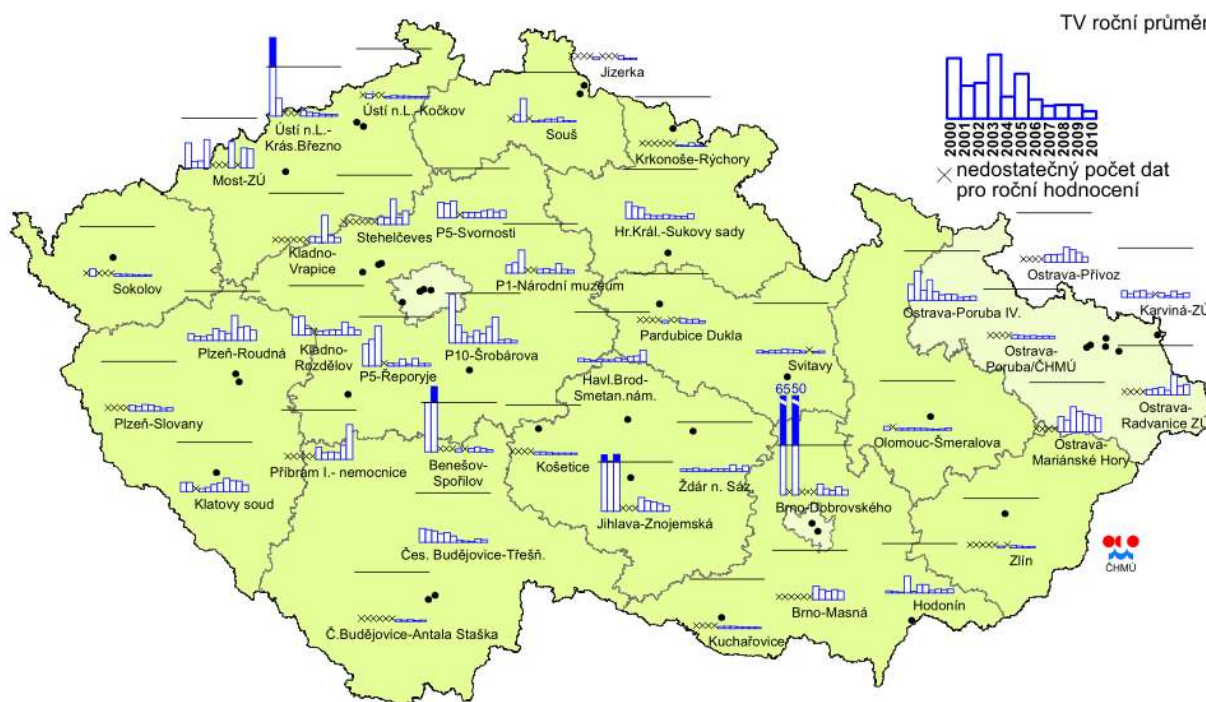 TV roční průměr
2000
2001
2002
2003
2004
2005
2006
2007
2008
2009
2010
nedostatečný počet dat
pro roční hodnocení
Jizerka
Ústí n.L.-Kočkov
Ústí n.L.-
Krás.Březno
Souš
Krkonoše-Rýchory
Most-ZÚ
Stehelčeves
P5-Svornosti
Hr.Král.-Sukovy sady
Kladno-
Vrapice
Sokolov
P1-Národní muzeum
Ostrava-Přívoz
Ostrava-Poruba IV.
Karviná-ZÚ
Plzeň-Roudná
Kladno-
Rozdělov
P5-Řeporyje
P10-Šrobárova
Pardubice Dukla
Svitavy
Ostrava-
Poruba/ČHMÚ
Havl.Brod-
Smetan.nám.
6550
Plzeň-Slovany
Ostrava-
Radvanice ZÚ
Olomouc-Šmeralova
Ostrava-
Mariánské Hory
Příbram I.- nemocnice
Benešov-
Spořilov
Košetice
Žďár n. Sáz.
Klatovy soud
Jihlava-Znojemská
Brno-Dobrovského
Čes. Budějovice-Třešň.
Zlín
ČHMÚ
Č.Budějovice-Antala Staška
Kuchařovice
Brno-Masná
Hodonín